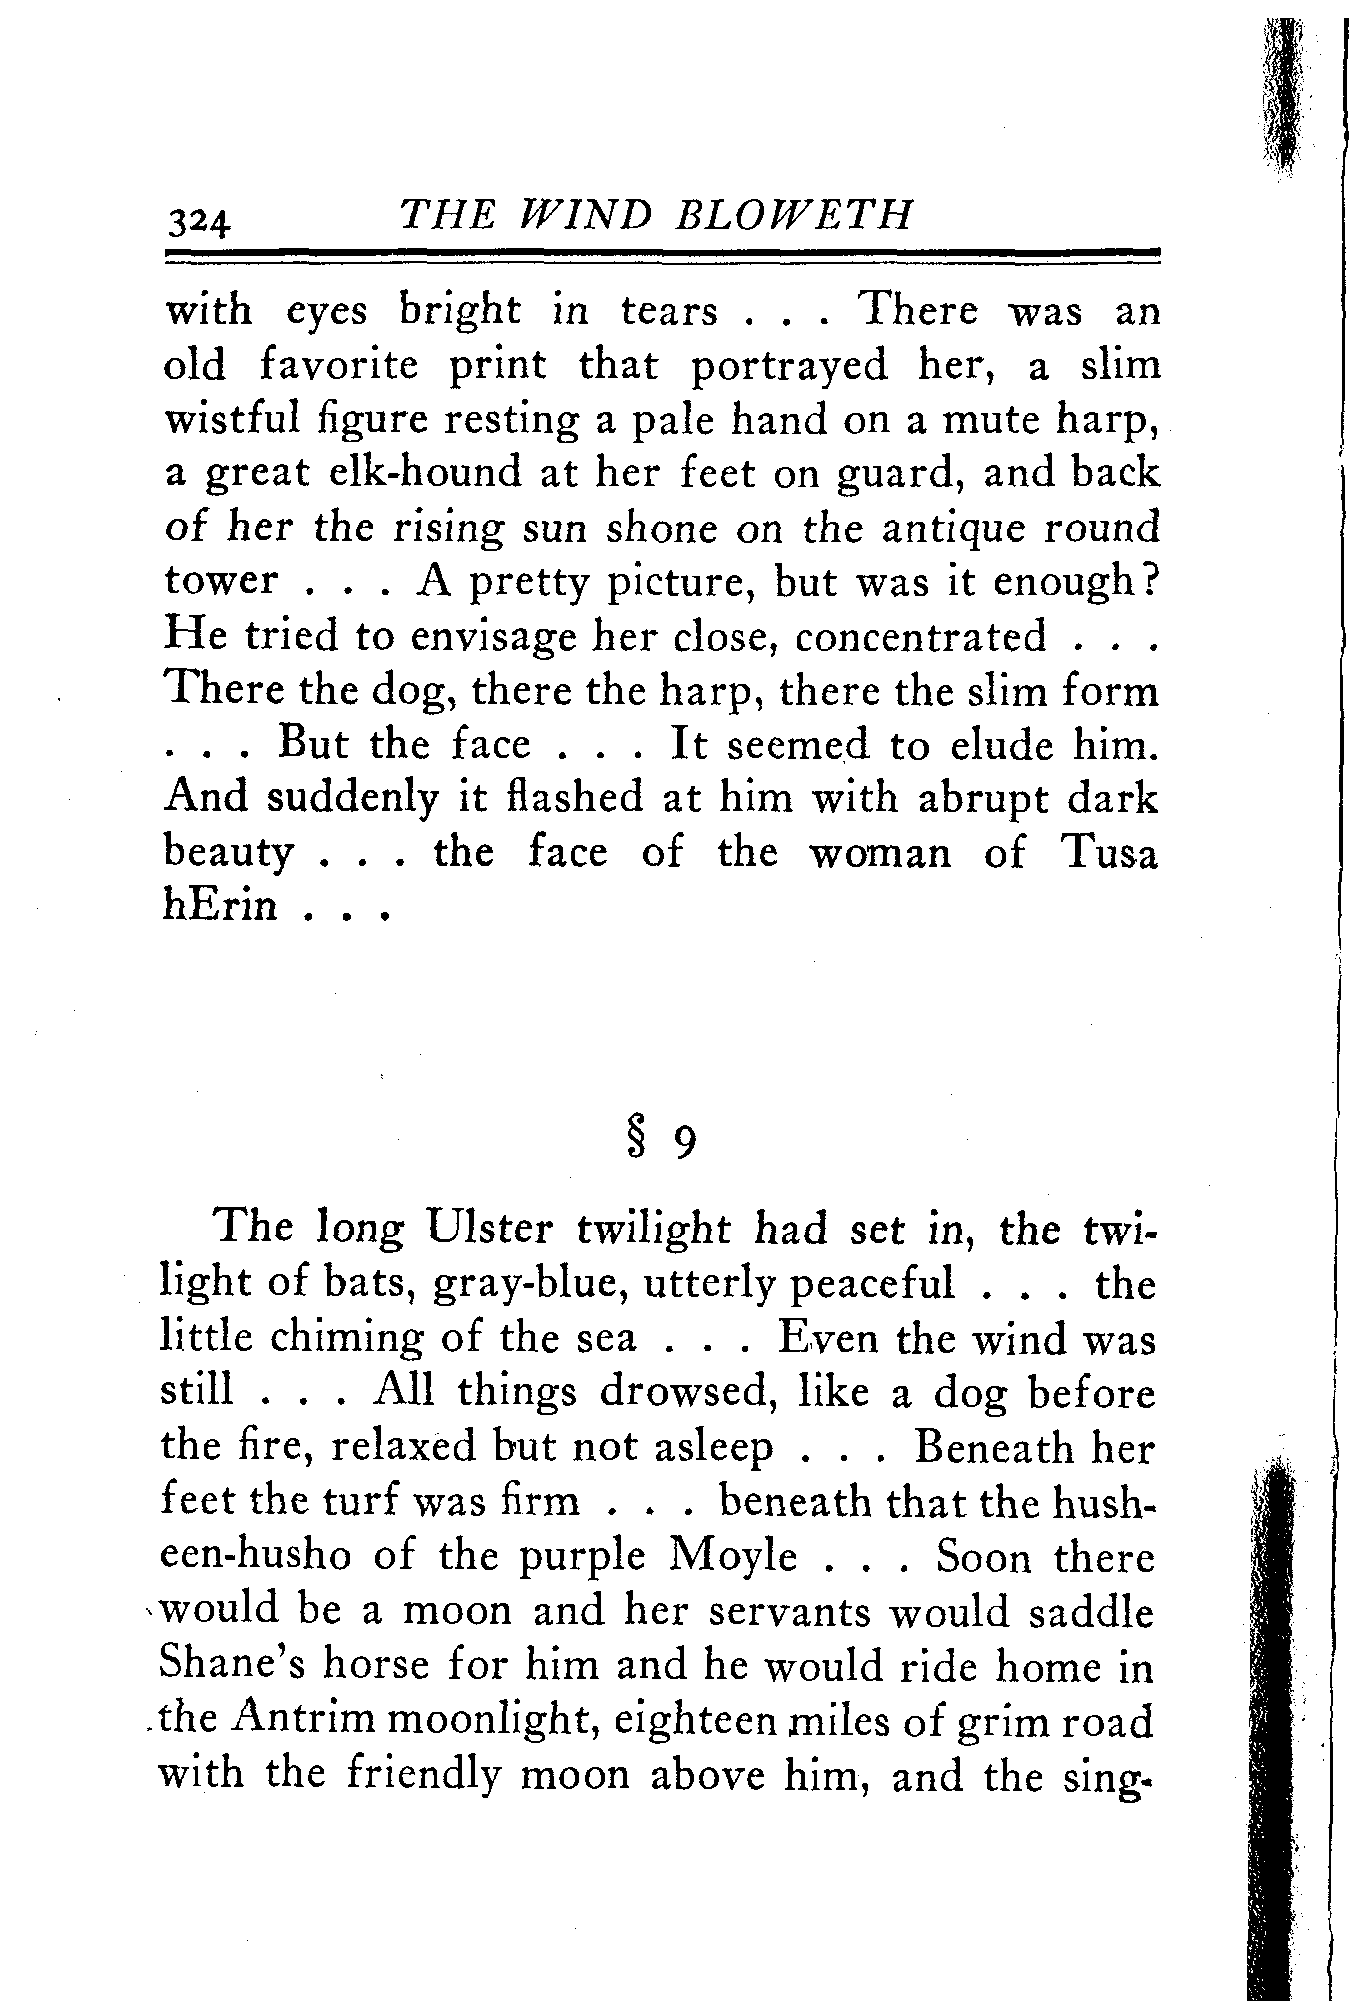 324 THE WIND BLOWETH
with eyes bright in tears . . . There was an
old favorite print that portrayed her, a slim
wistful figure resting a pale hand on a mute harp,
a great elk-hound at her feet on guard, and back
of her the rising sun shone on the antique round
tower . . . A pretty picture, but was it enough?
He tried to envisage her close, concentrated . . .
There the dog, there the harp, there the slim form
. . . But the face . . . It seemed to elude him.
And suddenly it flashed at him with abrupt dark
beauty . . . the face of the woman of Tusa
hErin . . .
§ 9
The long Ulster twilight had set in, the twi-
light of bats, gray-blue, utterly peaceful . . . the
little chiming of the sea . . . Even the wind was
still . . . All things drowsed, like a dog before
the fire, relaxed but not asleep . . . Beneath her
feet the turf was firm . . . beneath that the hush-
een-husho of the purple Moyle . . . Soon there
would be a moon and her servants would saddle
Shane's horse for him and he would ride home in
the Antrim moonlight, eighteen miles of grim road
with the friendly moon above him, and the sing-